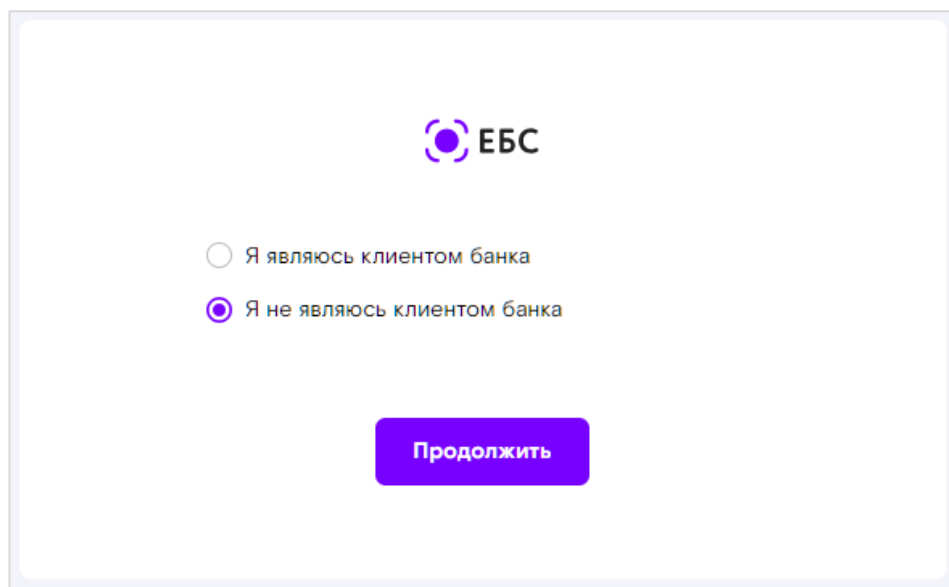 ЕБС
Я являюсь клиентом банка
Я не являюсь клиентом банка
Продолжить